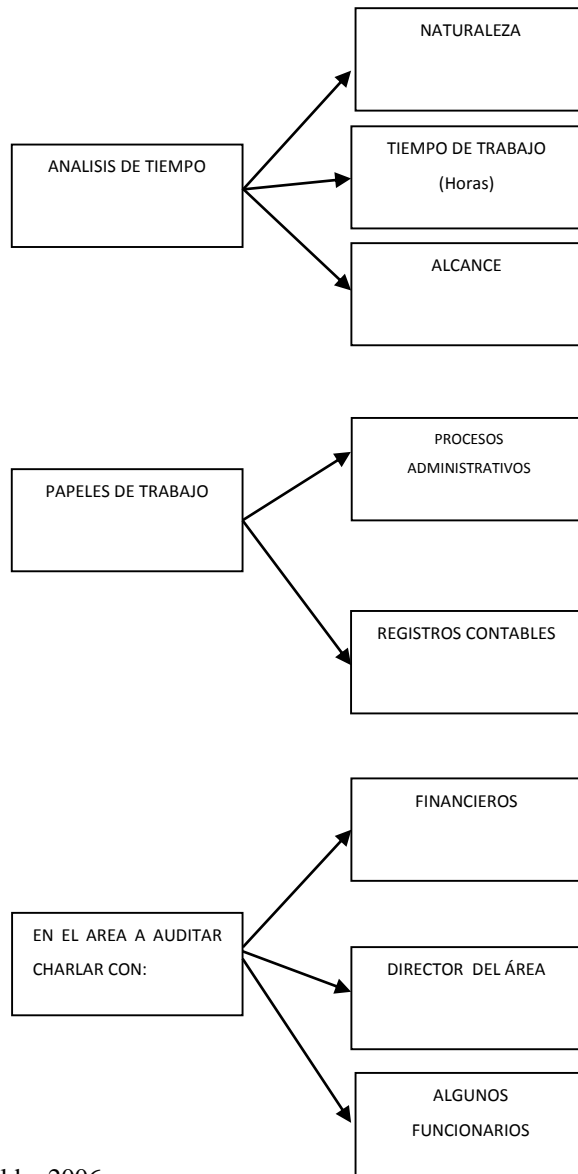 NATURALEZA
ANALISIS DE TIEMPO
TIEMPO DE TRABAJO
(Horas)
ALCANCE
PAPELES DE TRABAJO
PROCESOS
ADMINISTRATIVOS
REGISTROS CONTABLES
FINANCIEROS
EN EL AREA A AUDITAR
CHARLAR CON:
DIRECTOR DEL ÁREA
ALGUNOS
FUNCIONARIOS
2006